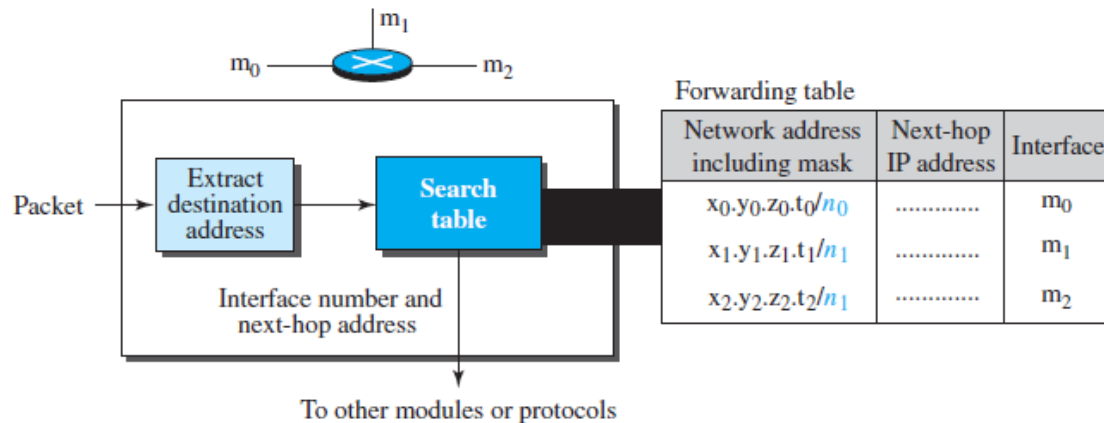 m₁
m₀
m₂
Forwarding table
Network address including mask
Next-hop IP address
Interface
x₀.y₀.z₀.t₀/n₀ ............. m₀
x₁.y₁.z₁.t₁/n₁ ............. m₁
x₂.y₂.z₂.t₂/n₁ ............. m₂
Packet
Extract
destination
address
Search
table
Interface number and
next-hop address
To other modules or protocols